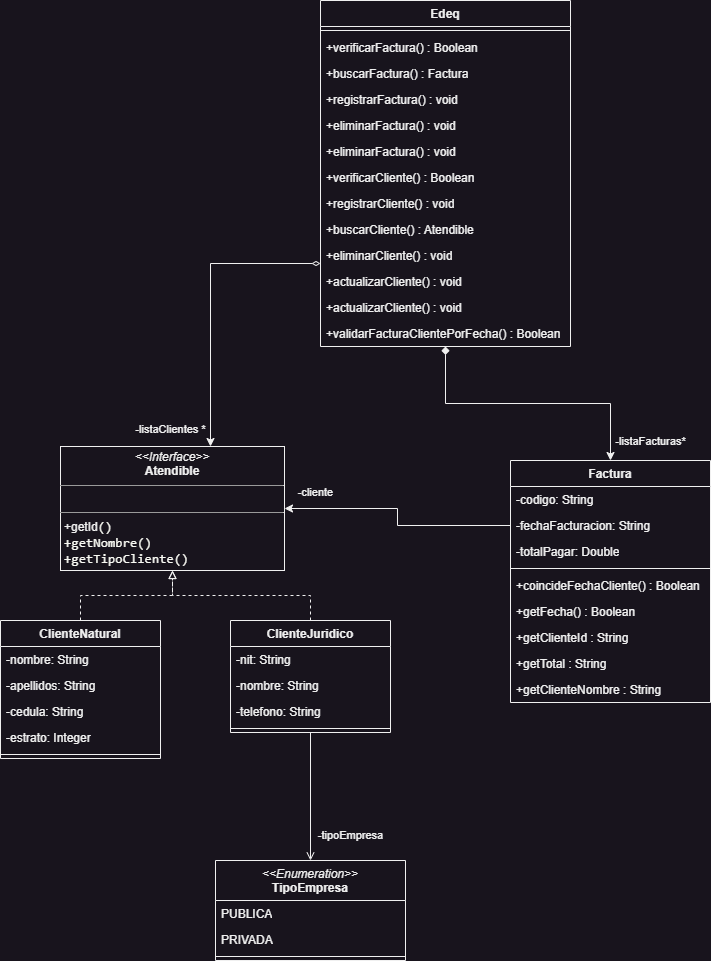 Edeq
+verificarFactura() : Boolean
+buscarFactura() : Factura
+registrarFactura() : void
+eliminarFactura() : void
+eliminarFactura() : void
+verificarCliente() : Boolean
+registrarCliente() : void
+buscarCliente() : Atendible
+eliminarCliente() : void
+actualizarCliente() : void
+actualizarCliente() : void
+validarFacturaClientePorFecha() : Boolean
-listaClientes *
-listaFacturas*
<<Interface>>
Atendible
+getId()
+getNombre()
+getTipoCliente()
-cliente
Factura
-codigo: String
-fechaFacturacion: String
-totalPagar: Double
+coincideFechaCliente() : Boolean
+getFecha() : Boolean
+getClienteId : String
+getTotal : String
+getClienteNombre : String
ClienteNatural
-nombre: String
-apellidos: String
-cedula: String
-estrato: Integer
ClienteJuridico
-nit: String
-nombre: String
-telefono: String
-tipoEmpresa
<<Enumeration>>
TipoEmpresa
PUBLICA
PRIVADA